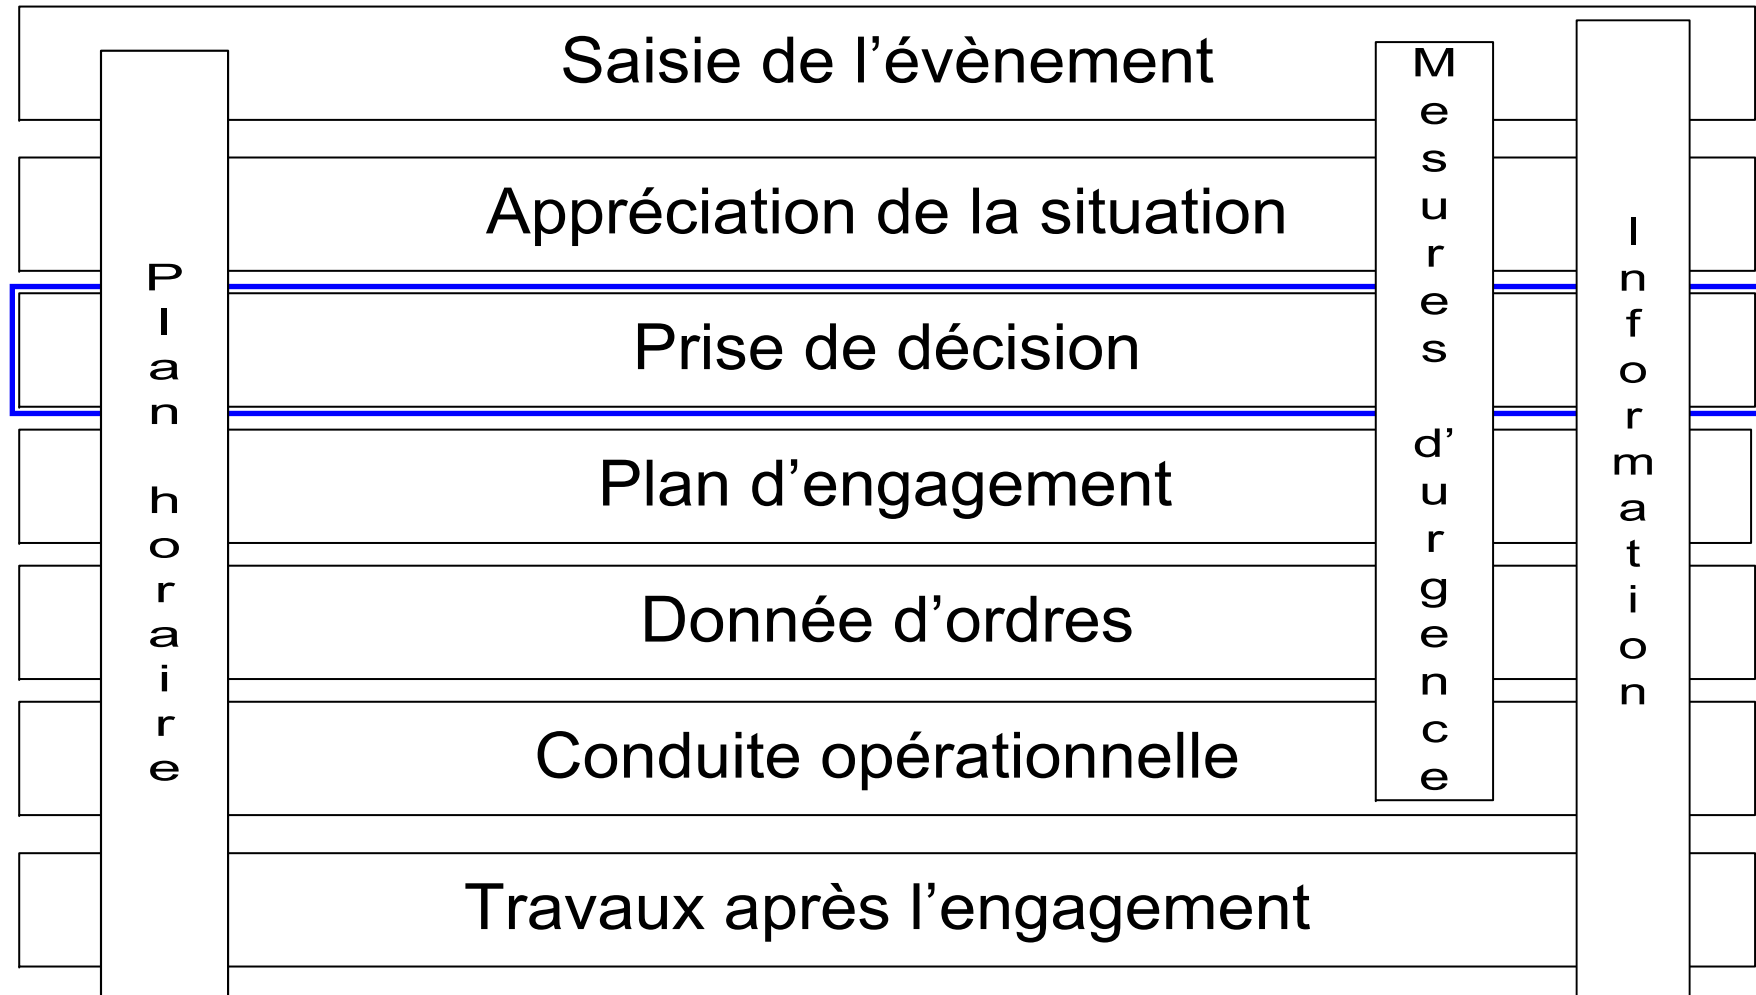 Saisie de l’évènement
Appréciation de la situation
Prise de décision
Plan d’engagement
Donnée d’ordres
Conduite opérationnelle
Travaux après l’engagement
Plan horaire
Mesures d’urgence
Information